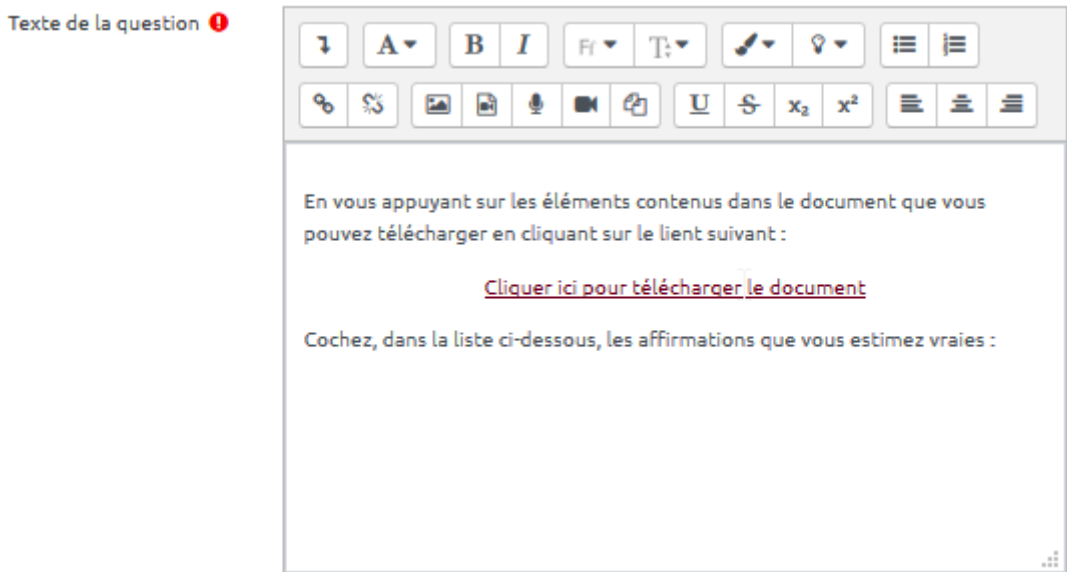 Texte de la question !
A B I Ff T:
U S x₂ x²
En vous appuyant sur les éléments contenus dans le document que vous
pouvez télécharger en cliquant sur le lient suivant :
Cliquer ici pour télécharger le document
Cochez, dans la liste ci-dessous, les affirmations que vous estimez vraies :